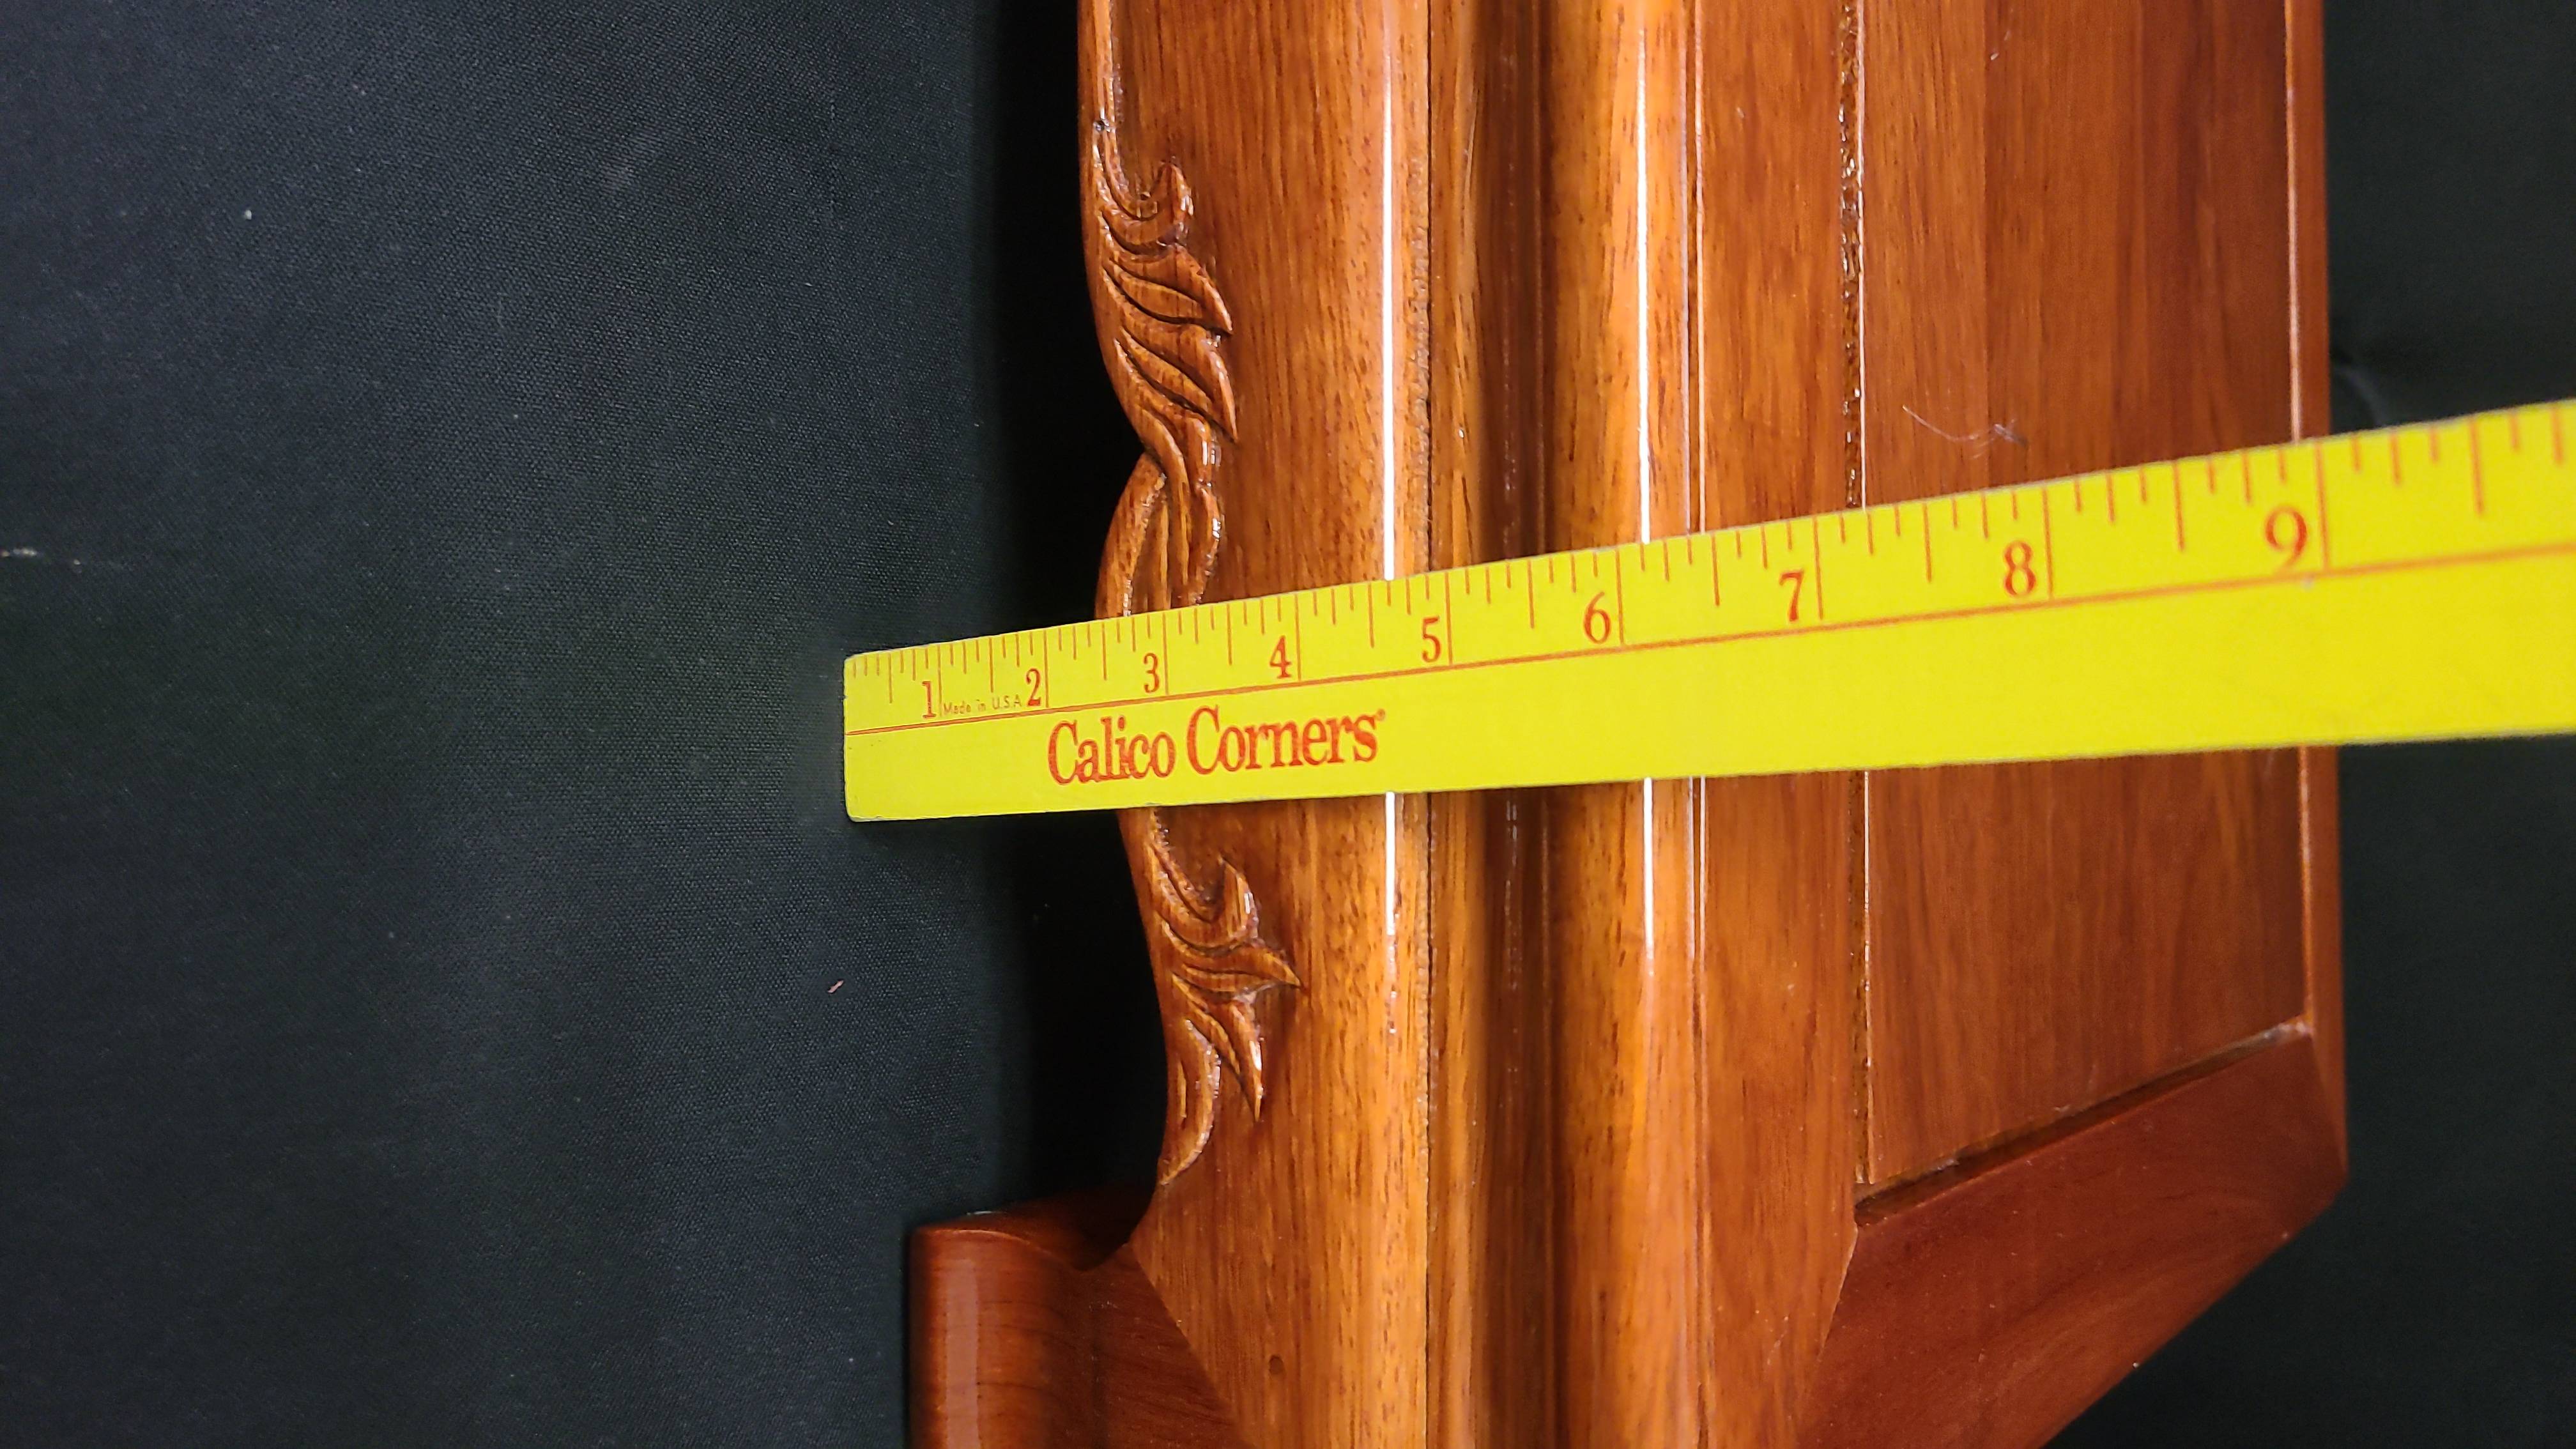 1 Made in U.S.A. 2 3 4 5 6 7 8 9
Calico Corners®